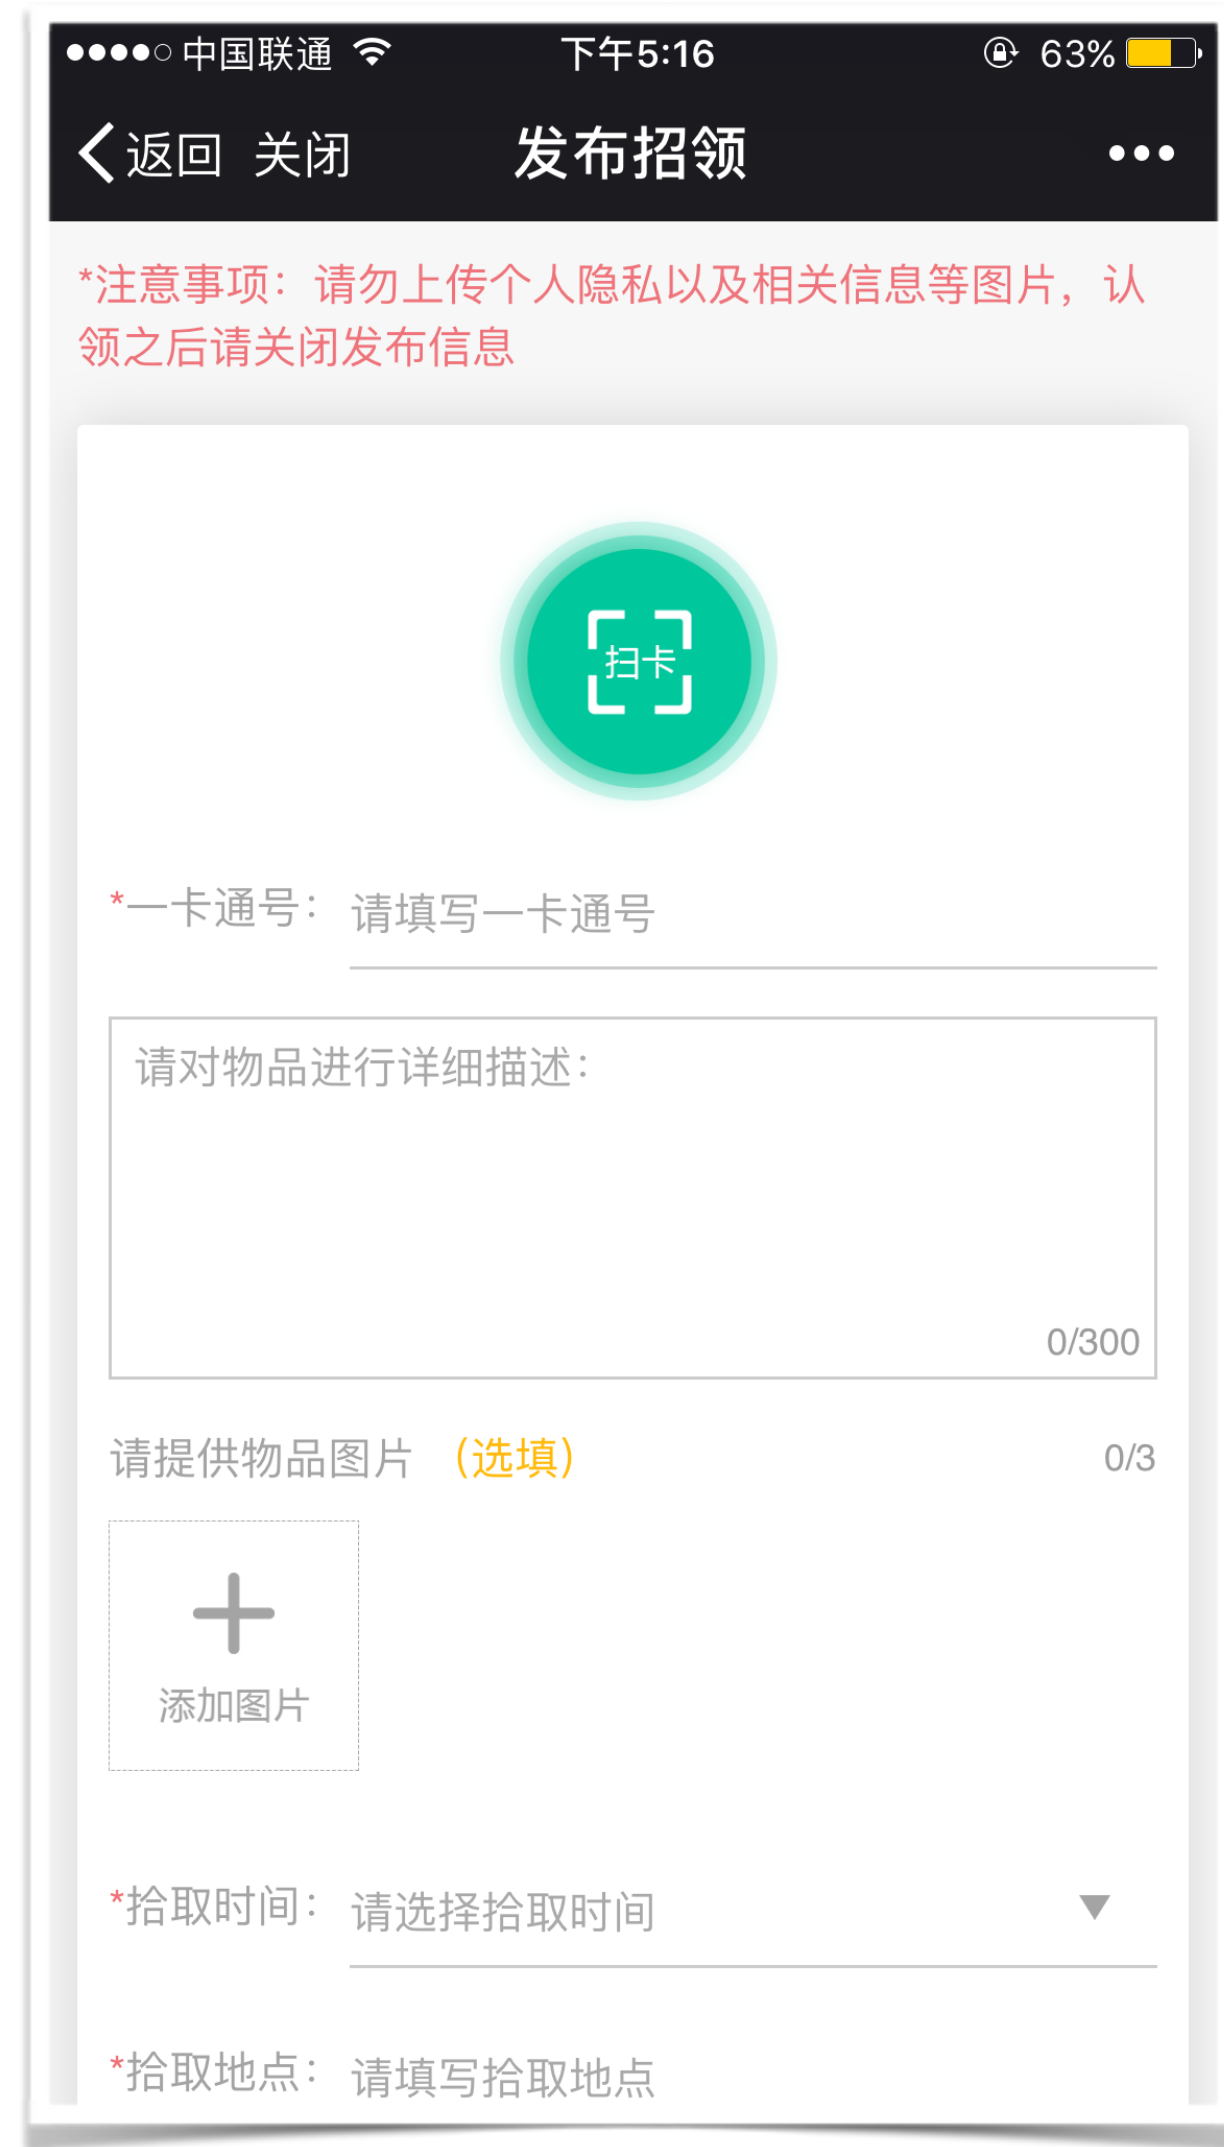 中国联通 下午5:16 63%
返回 关闭 发布招领
*注意事项：请勿上传个人隐私以及相关信息等图片，认
领之后请关闭发布信息
扫卡
*一卡通号： 请填写一卡通号
请对物品进行详细描述：
0/300
请提供物品图片 （选填） 0/3
添加图片
*拾取时间： 请选择拾取时间
*拾取地点： 请填写拾取地点